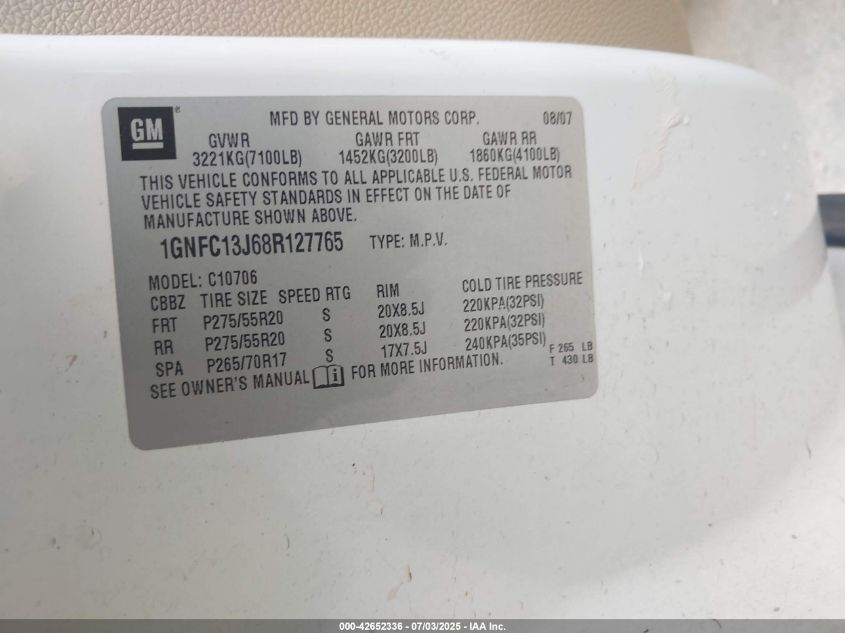 GM ® MFD BY GENERAL MOTORS CORP. 08/07
GVWR GAWR FRT GAWR RR
3221KG(7100LB) 1452KG(3200LB) 1860KG(4100LB)
THIS VEHICLE CONFORMS TO ALL APPLICABLE U.S. FEDERAL MOTOR
VEHICLE SAFETY STANDARDS IN EFFECT ON THE DATE OF
MANUFACTURE SHOWN ABOVE.
1GNFC13J68R127765 TYPE: M.P.V.
MODEL: C10706
CBBZ TIRE SIZE SPEED RTG RIM COLD TIRE PRESSURE
FRT P275/55R20 S 20X8.5J 220KPA(32PSI)
RR P275/55R20 S 20X8.5J 220KPA(32PSI)
SPA P265/70R17 S 17X7.5J 240KPA(35PSI) F 265 LB
SEE OWNER'S MANUAL i FOR MORE INFORMATION. T 430 LB
000-42652336 - 07/03/2025 - IAA Inc.